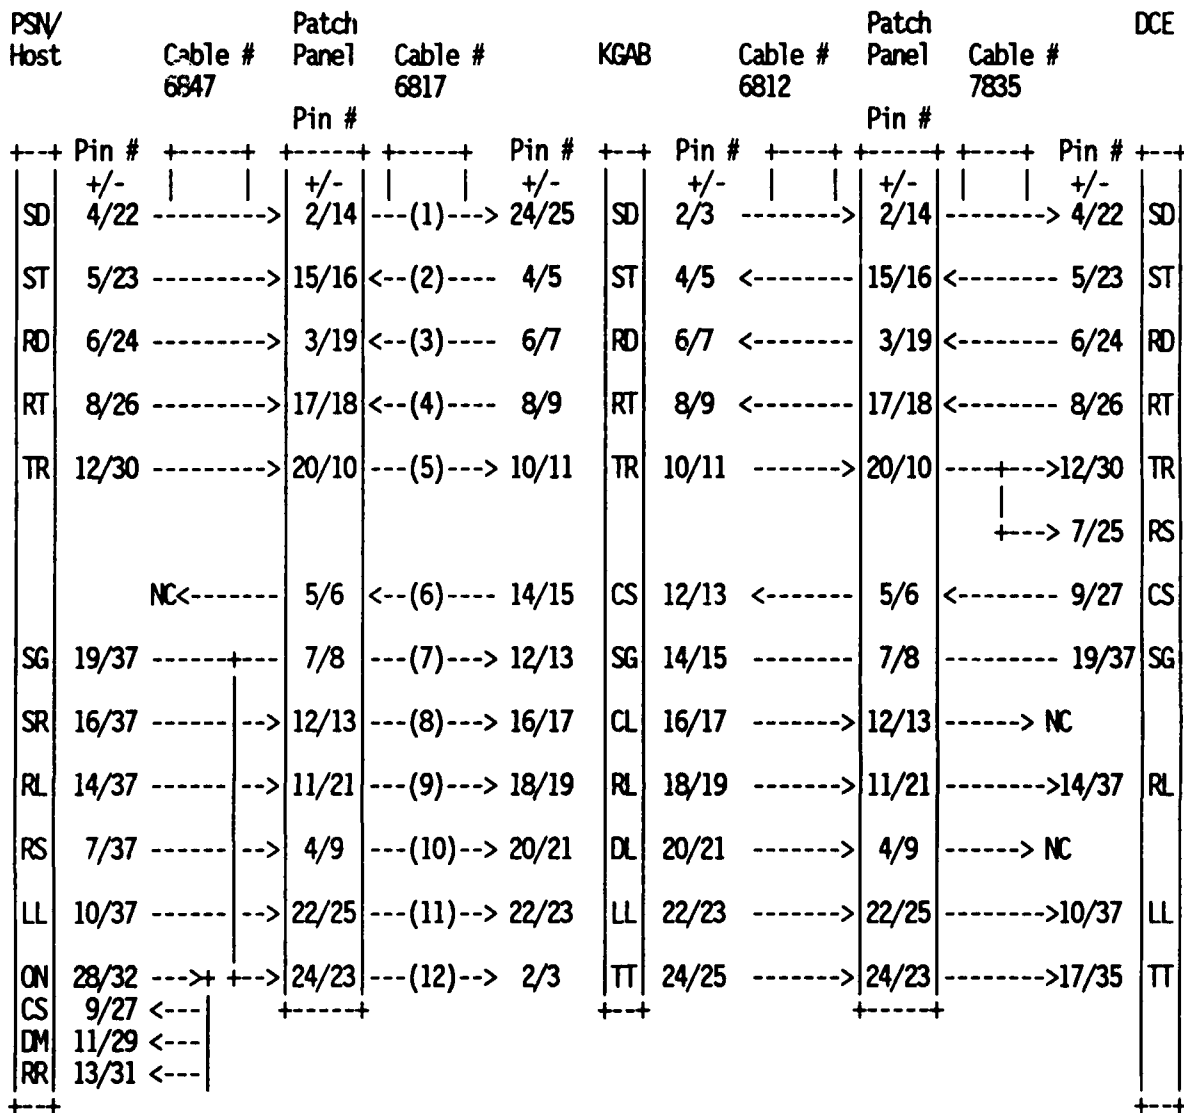 PSN/ Patch Patch DCE
Host Cable # Panel Cable # KGAB Cable # Panel Cable #
6847 6817 6812 7835
Pin # Pin #
+--+ Pin # +-----+ +-----+ +-----+ Pin # +--+ Pin # +----+ +-----+ +----+ Pin # +--+
| | +/- | | | +/- | | | +/- | | +/- | | | +/- | | | +/- | |
|SD| 4/22 ----------> | 2/14 |---(1)---> 24/25 |SD| 2/3 --------> | 2/14 |--------> 4/22 |SD|
|ST| 5/23 ---------->|15/16|<--(2)---- 4/5 |ST| 4/5 <--------|15/16|<-------- 5/23 |ST|
|RD| 6/24 ---------->| 3/19|<--(3)---- 6/7 |RD| 6/7 <--------| 3/19|<-------- 6/24 |RD|
|RT| 8/26 ---------->|17/18|<--(4)---- 8/9 |RT| 8/9 <--------|17/18|<-------- 8/26 |RT|
|TR| 12/30 ---------->|20/10|---(5)---> 10/11 |TR| 10/11 ------->|20/10|----+--->12/30 |TR|
+---> 7/25 |RS|
NC<------- | 5/6 |<--(6)---- 14/15 |CS| 12/13 <-------| 5/6 |<-------- 9/27 |CS|
|SG| 19/37 -------+--- | 7/8 |---(7)---> 12/13 |SG| 14/15 ------- | 7/8 | -------- 19/37 |SG|
|SR| 16/37 ------ | -->|12/13|---(8)---> 16/17 |CL| 16/17 ------->|12/13|------> NC
|RL| 14/37 ------ | -->|11/21|---(9)---> 18/19 |RL| 18/19 ------->|11/21|-------->14/37 |RL|
|RS| 7/37 ------ | -->| 4/9 |---(10)--> 20/21 |DL| 20/21 ------->| 4/9 |------> NC
|LL| 10/37 ------ | -->|22/25|---(11)--> 22/23 |LL| 22/23 ------->|22/25|-------->10/37 |LL|
|ON| 28/32 --->+ +-->|24/23|---(12)--> 2/3 |TT| 24/25 ------->|24/23|-------->17/35 |TT|
|CS| 9/27 <---| +-----+ +--+ +-----+
|DM| 11/29 <---|
|RR| 13/31 <---|
+--+ +--+